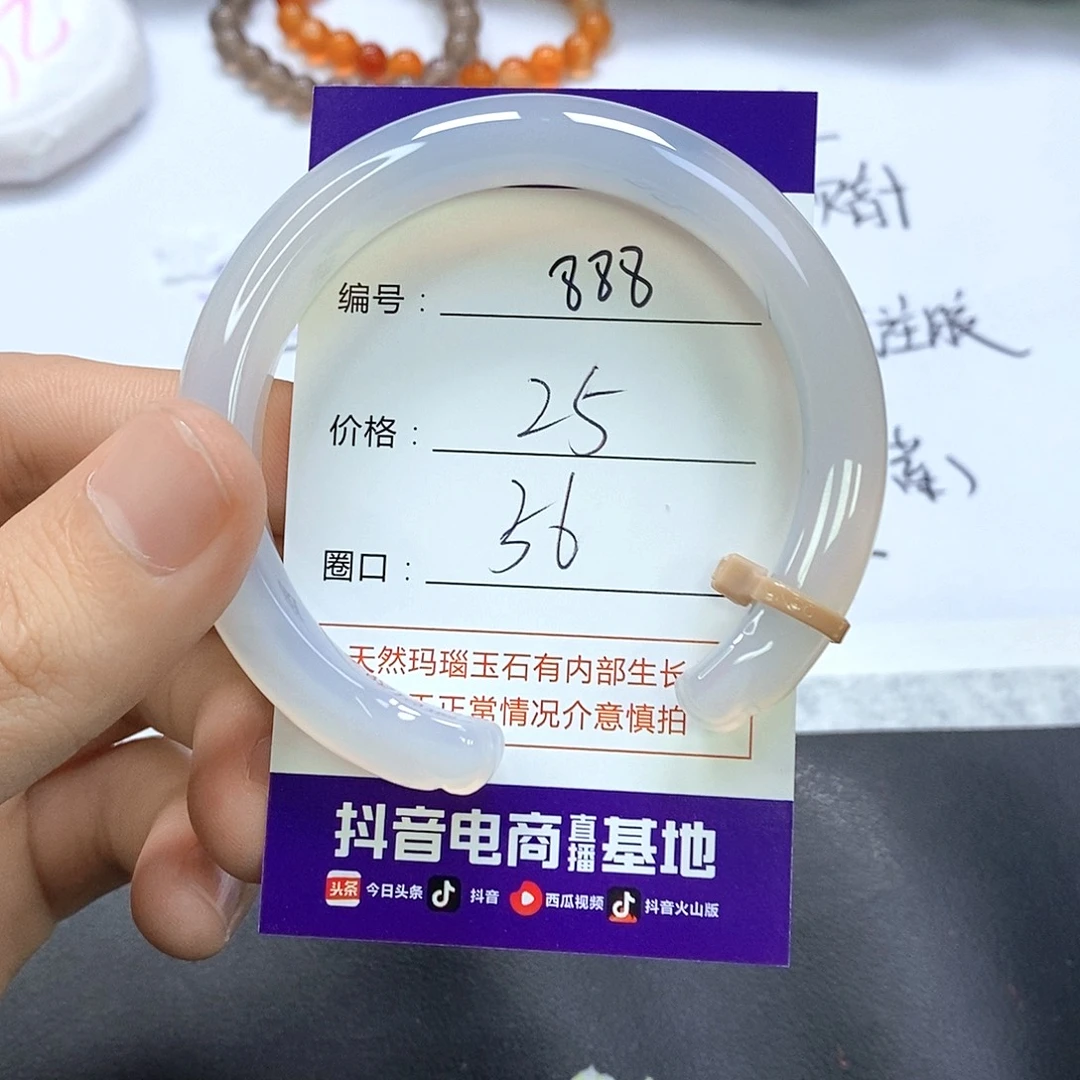 编号： 888
价格： 25
圈口： 56
天然玛瑙玉石有内部生长
正常情况介意慎拍
抖音电商直播基地
头条 今日头条 抖音 西瓜视频 抖音火山版
注胶